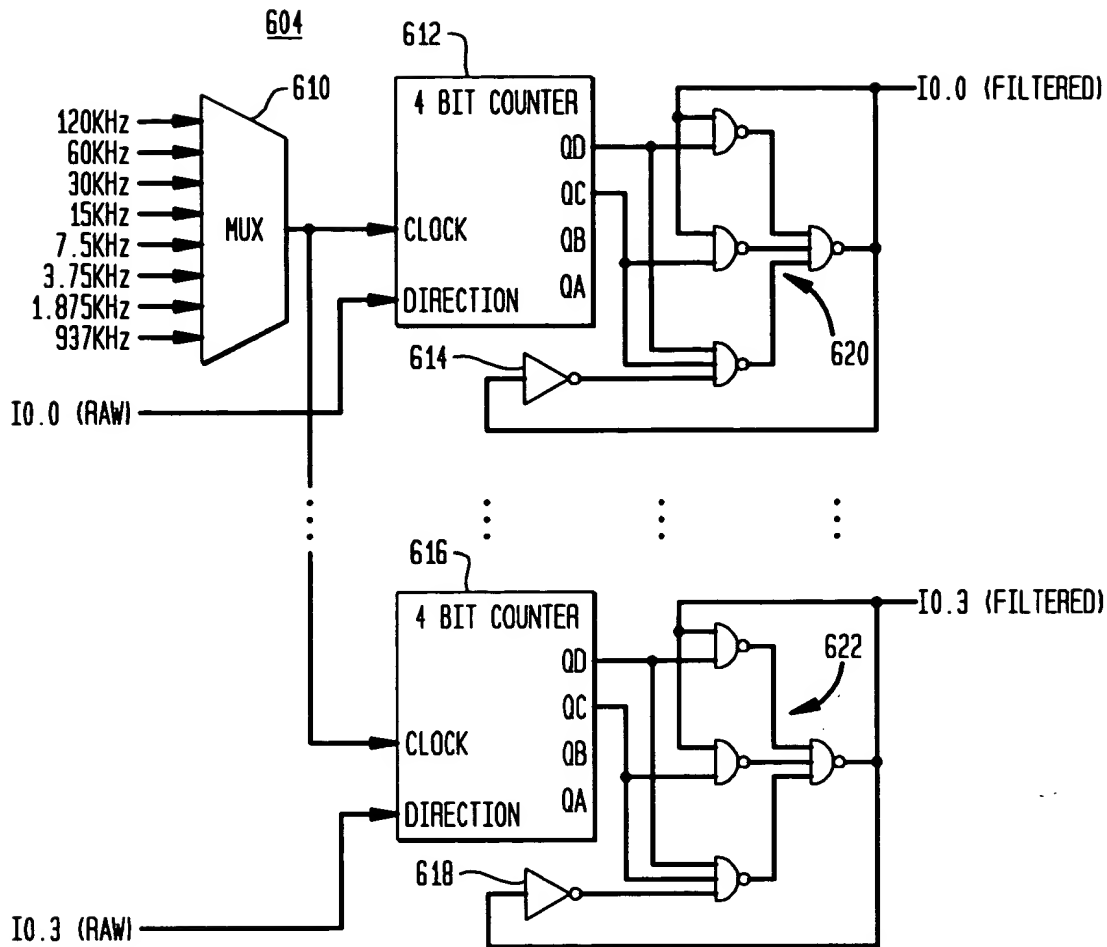 604
610
120KHz
60KHz
30KHz
15KHz
7.5KHz
3.75KHz
1.875KHz
937KHz
MUX
I0.0 (RAW)
612
4 BIT COUNTER
QD
QC
QB
QA
CLOCK
DIRECTION
614
620
I0.0 (FILTERED)
616
4 BIT COUNTER
QD
QC
QB
QA
CLOCK
DIRECTION
618
622
I0.3 (FILTERED)
I0.3 (RAW)